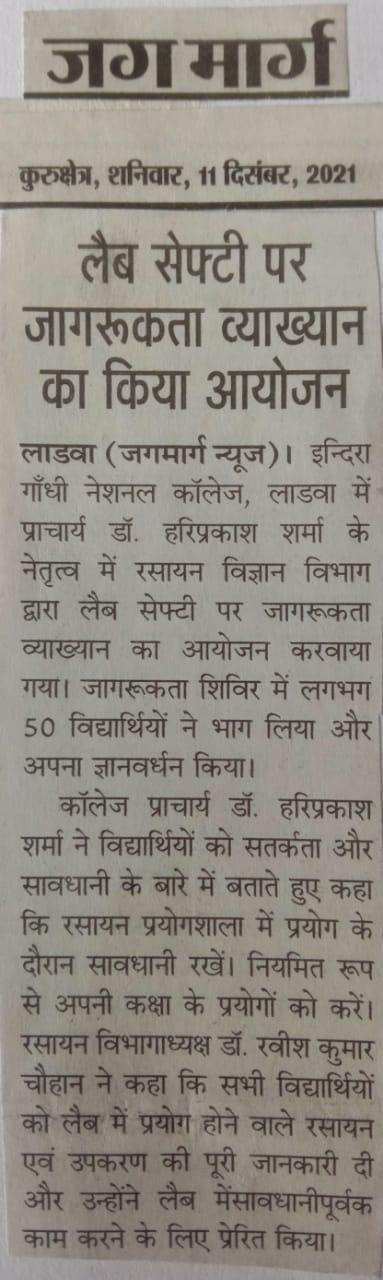 जग मार्ग
कुरुक्षेत्र, शनिवार, 11 दिसंबर, 2021
लैब सेफ्टी पर
जागरूकता व्याख्यान
का किया आयोजन
लाडवा (जगमार्ग न्यूज)। इन्दिरा
गाँधी नेशनल कॉलेज, लाडवा में
प्राचार्य डॉ. हरिप्रकाश शर्मा के
नेतृत्व में रसायन विज्ञान विभाग
द्वारा लैब सेफ्टी पर जागरूकता
व्याख्यान का आयोजन करवाया
गया। जागरूकता शिविर में लगभग
50 विद्यार्थियों ने भाग लिया और
अपना ज्ञानवर्धन किया।
कॉलेज प्राचार्य डॉ. हरिप्रकाश
शर्मा ने विद्यार्थियों को सतर्कता और
सावधानी के बारे में बताते हुए कहा
कि रसायन प्रयोगशाला में प्रयोग के
दौरान सावधानी रखें। नियमित रूप
से अपनी कक्षा के प्रयोगों को करें।
रसायन विभागाध्यक्ष डॉ. रवीश कुमार
चौहान ने कहा कि सभी विद्यार्थियों
को लैब में प्रयोग होने वाले रसायन
एवं उपकरण की पूरी जानकारी दी
और उन्होंने लैब मेंसावधानीपूर्वक
काम करने के लिए प्रेरित किया।